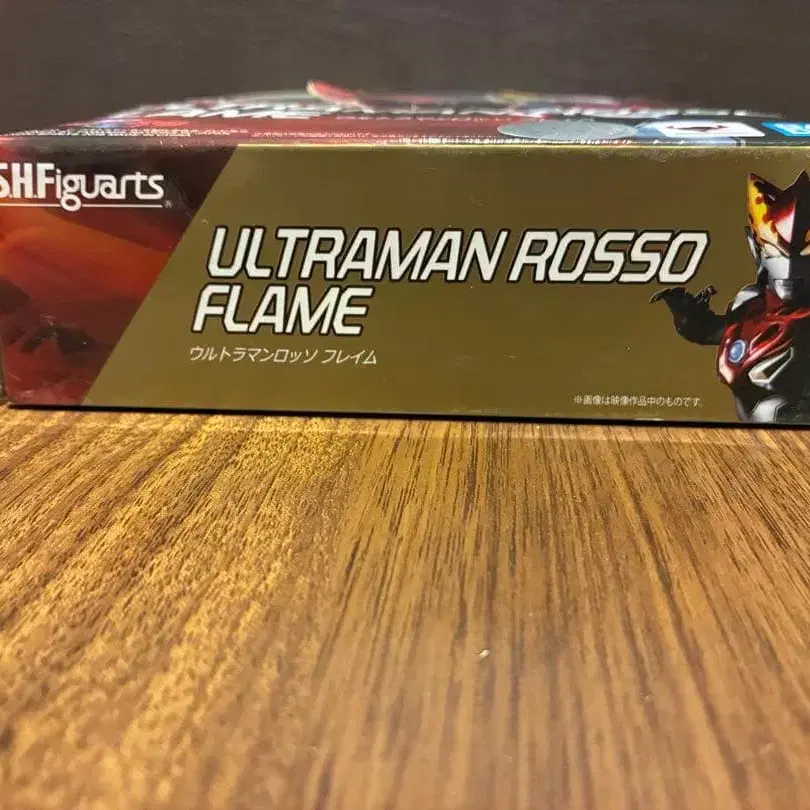 S.H.Figuarts
ULTRAMAN ROSSO
FLAME
ウルトラマンロッソ フレイム
※画像は映像作品中のものです。